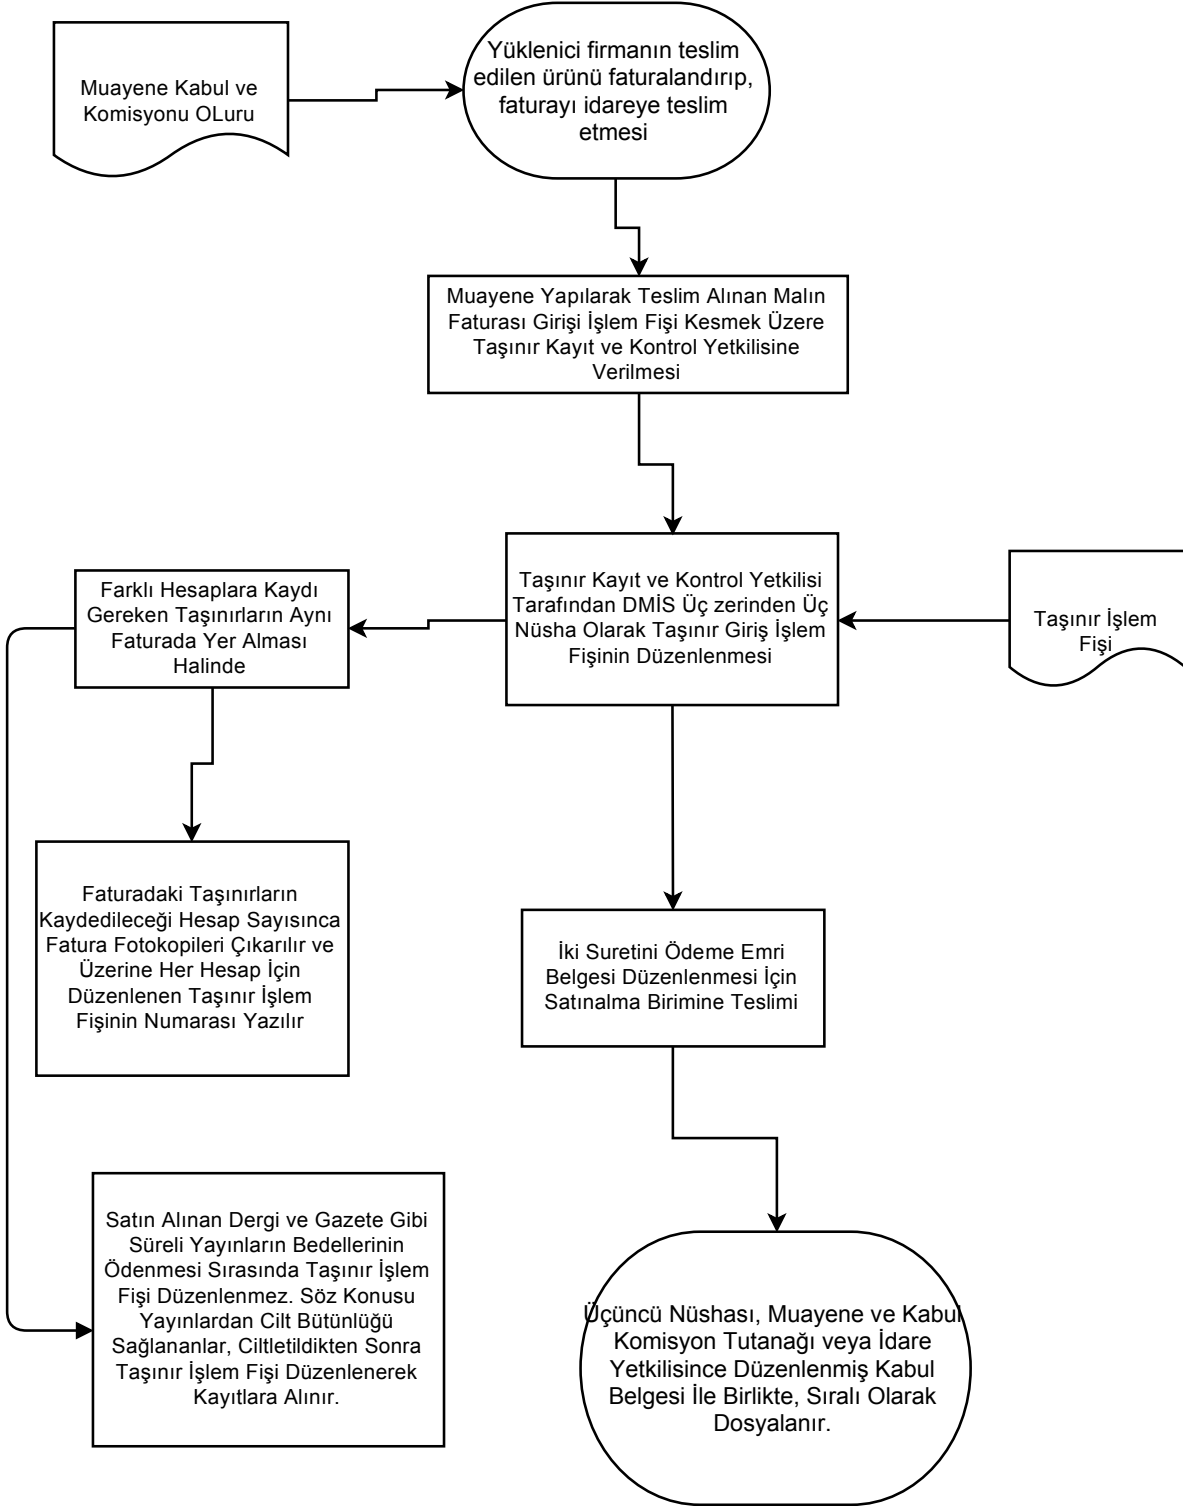 Muayene Kabul ve
Komisyonu OLuru
Yüklenici firmanın teslim
edilen ürünü faturalandırıp,
faturayı idareye teslim
etmesi
Muayene Yapılarak Teslim Alınan Malın
Faturası Girişi İşlem Fişi Kesmek Üzere
Taşınır Kayıt ve Kontrol Yetkilisine
Verilmesi
Farklı Hesaplara Kaydı
Gereken Taşınırların Aynı
Faturada Yer Alması
Halinde
Taşınır Kayıt ve Kontrol Yetkilisi
Tarafından DMİS Üç zerinden Üç
Nüsha Olarak Taşınır Giriş İşlem
Fişinin Düzenlenmesi
Taşınır İşlem
Fişi
Faturadaki Taşınırların
Kaydedileceği Hesap Sayısınca
Fatura Fotokopileri Çıkarılır ve
Üzerine Her Hesap İçin
Düzenlenen Taşınır İşlem
Fişinin Numarası Yazılır
İki Suretini Ödeme Emri
Belgesi Düzenlenmesi İçin
Satınalma Birimine Teslimi
Satın Alınan Dergi ve Gazete Gibi
Süreli Yayınların Bedellerinin
Ödenmesi Sırasında Taşınır İşlem
Fişi Düzenlenmez. Söz Konusu
Yayınlardan Cilt Bütünlüğü
Sağlananlar, Ciltletildikten Sonra
Taşınır İşlem Fişi Düzenlenerek
Kayıtlara Alınır.
Üçüncü Nüshası, Muayene ve Kabul
Komisyon Tutanağı veya İdare
Yetkilisince Düzenlenmiş Kabul
Belgesi İle Birlikte, Sıralı Olarak
Dosyalanır.